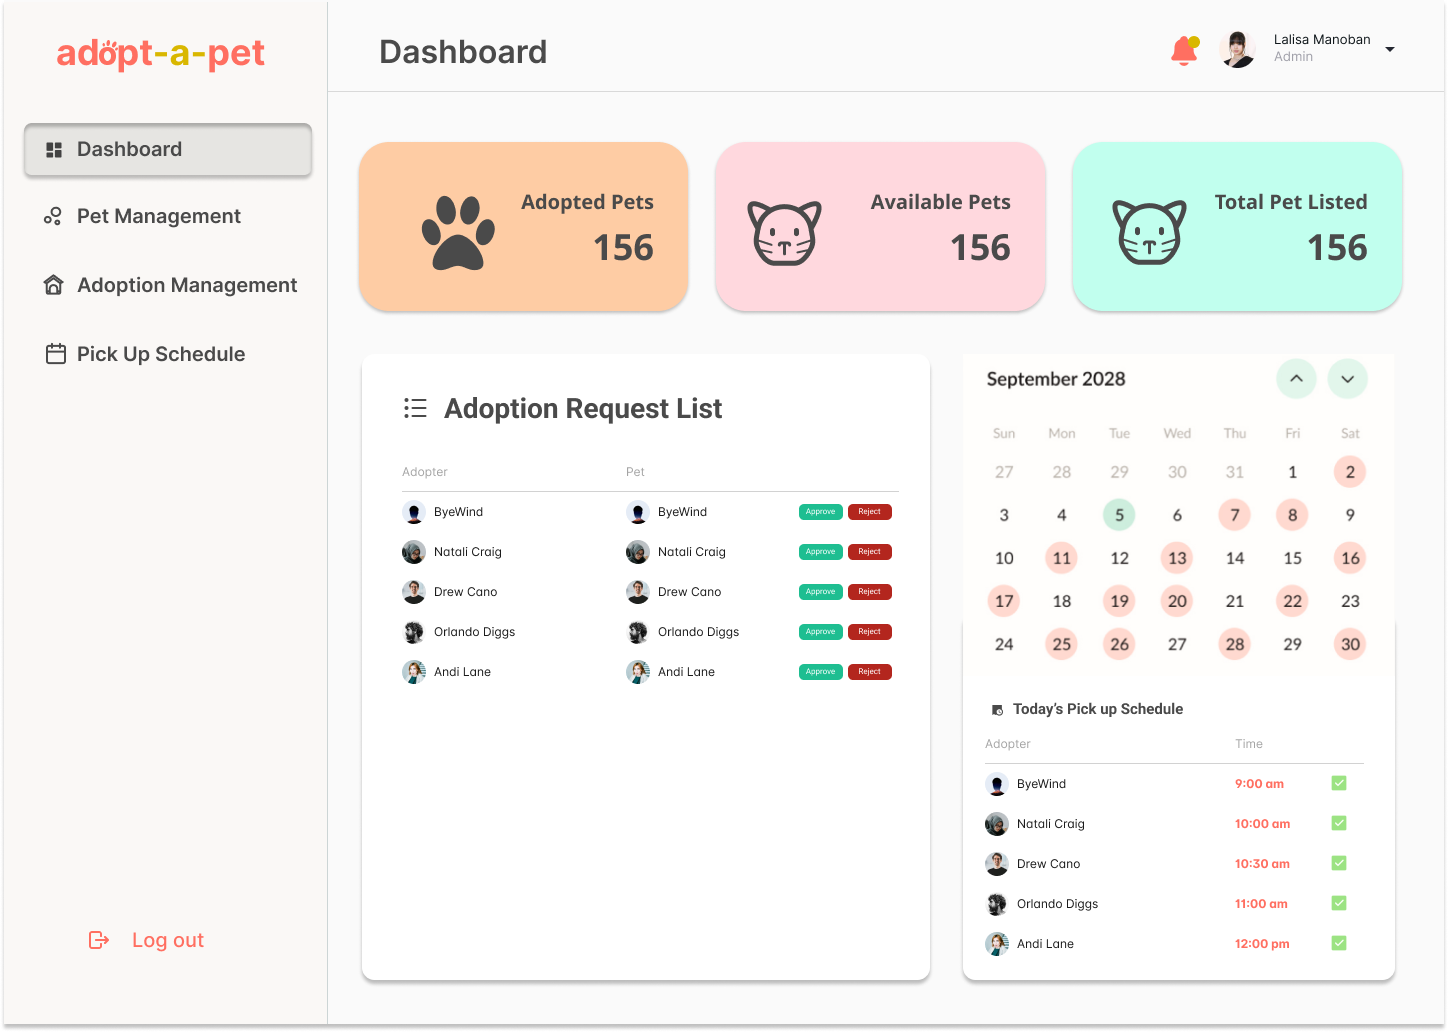 adopt-a-pet
Dashboard
Lalisa Manoban
Admin
Dashboard
Pet Management
Adoption Management
Pick Up Schedule
Log out
Adopted Pets
156
Available Pets
156
Total Pet Listed
156
Adoption Request List
Adopter Pet
ByeWind ByeWind Approve Reject
Natali Craig Natali Craig Approve Reject
Drew Cano Drew Cano Approve Reject
Orlando Diggs Orlando Diggs Approve Reject
Andi Lane Andi Lane Approve Reject
September 2028
Sun Mon Tue Wed Thu Fri Sat
27 28 29 30 31 1 2
3 4 5 6 7 8 9
10 11 12 13 14 15 16
17 18 19 20 21 22 23
24 25 26 27 28 29 30
Today’s Pick up Schedule
Adopter Time
ByeWind 9:00 am
Natali Craig 10:00 am
Drew Cano 10:30 am
Orlando Diggs 11:00 am
Andi Lane 12:00 pm